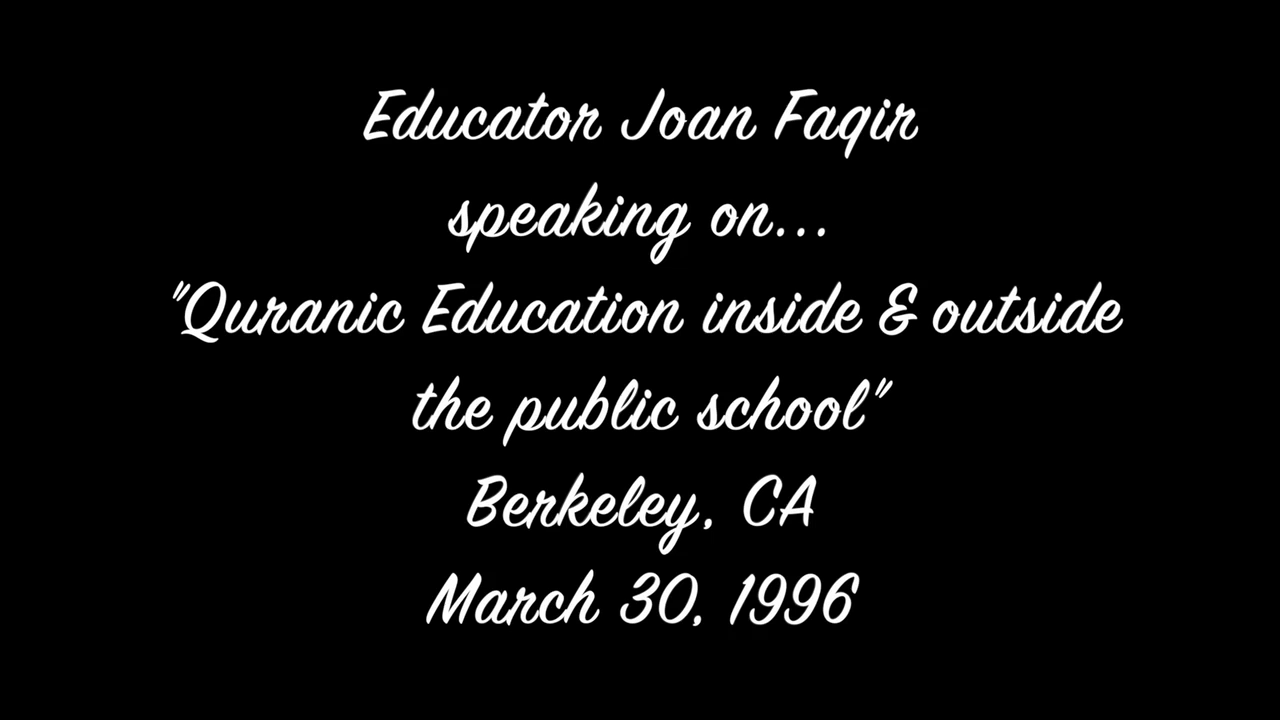 Educator Joan Faqir
speaking on...
"Quranic Education inside & outside
the public school"
Berkeley, CA
March 30, 1996